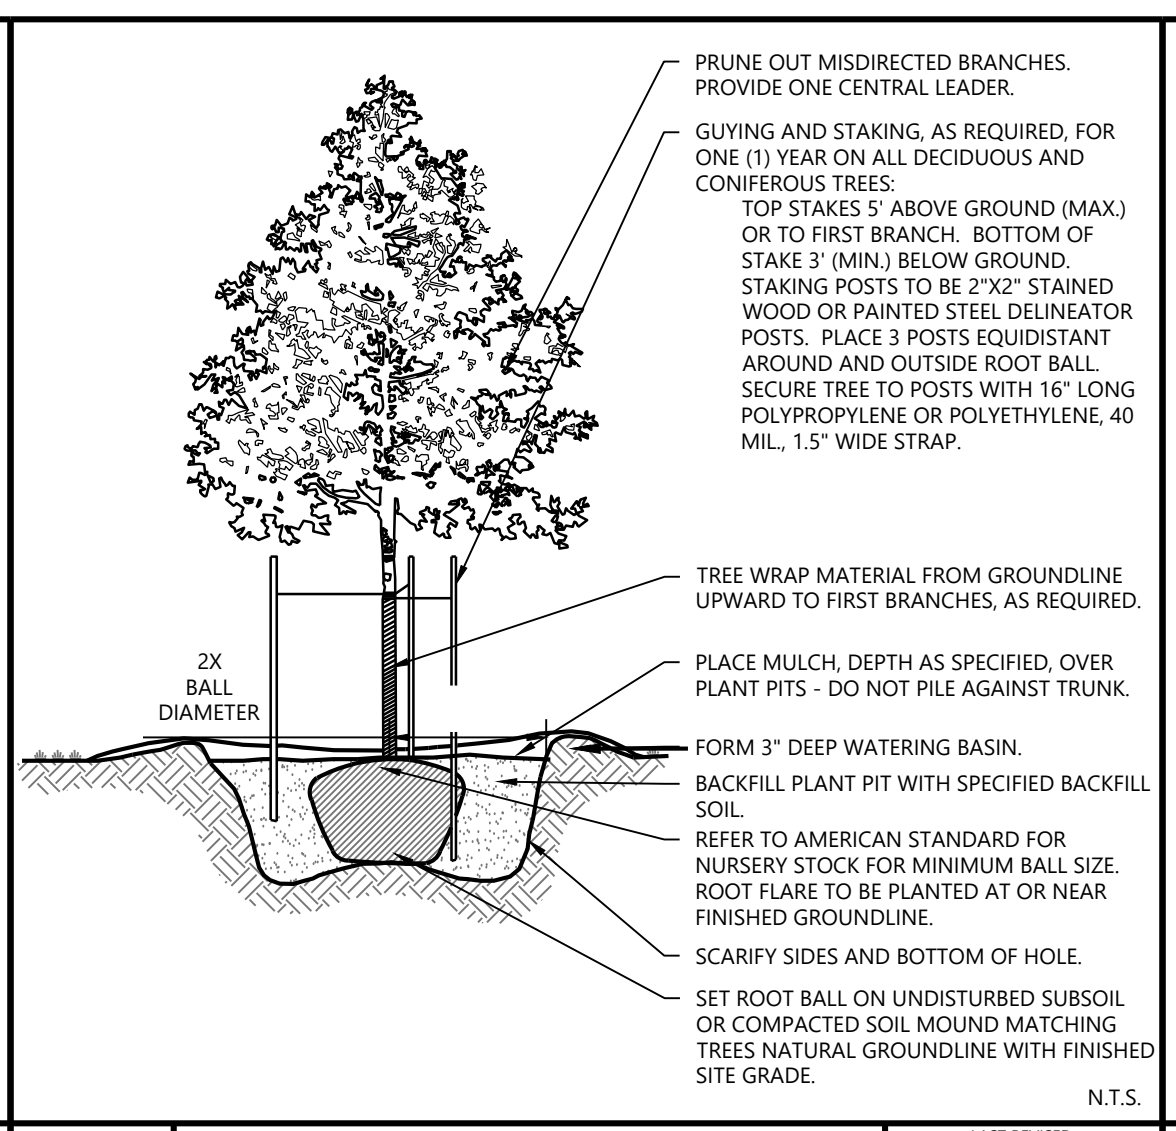 PRUNE OUT MISDIRECTED BRANCHES.
PROVIDE ONE CENTRAL LEADER.
GUYING AND STAKING, AS REQUIRED, FOR
ONE (1) YEAR ON ALL DECIDUOUS AND
CONIFEROUS TREES:
TOP STAKES 5' ABOVE GROUND (MAX.)
OR TO FIRST BRANCH. BOTTOM OF
STAKE 3' (MIN.) BELOW GROUND.
STAKING POSTS TO BE 2"X2" STAINED
WOOD OR PAINTED STEEL DELINEATOR
POSTS. PLACE 3 POSTS EQUIDISTANT
AROUND AND OUTSIDE ROOT BALL.
SECURE TREE TO POSTS WITH 16" LONG
POLYPROPYLENE OR POLYETHYLENE, 40
MIL., 1.5" WIDE STRAP.
TREE WRAP MATERIAL FROM GROUNDLINE
UPWARD TO FIRST BRANCHES, AS REQUIRED.
2X
BALL
DIAMETER
PLACE MULCH, DEPTH AS SPECIFIED, OVER
PLANT PITS - DO NOT PILE AGAINST TRUNK.
FORM 3" DEEP WATERING BASIN.
BACKFILL PLANT PIT WITH SPECIFIED BACKFILL
SOIL.
REFER TO AMERICAN STANDARD FOR
NURSERY STOCK FOR MINIMUM BALL SIZE.
ROOT FLARE TO BE PLANTED AT OR NEAR
FINISHED GROUNDLINE.
SCARIFY SIDES AND BOTTOM OF HOLE.
SET ROOT BALL ON UNDISTURBED SUBSOIL
OR COMPACTED SOIL MOUND MATCHING
TREES NATURAL GROUNDLINE WITH FINISHED
SITE GRADE.
N.T.S.